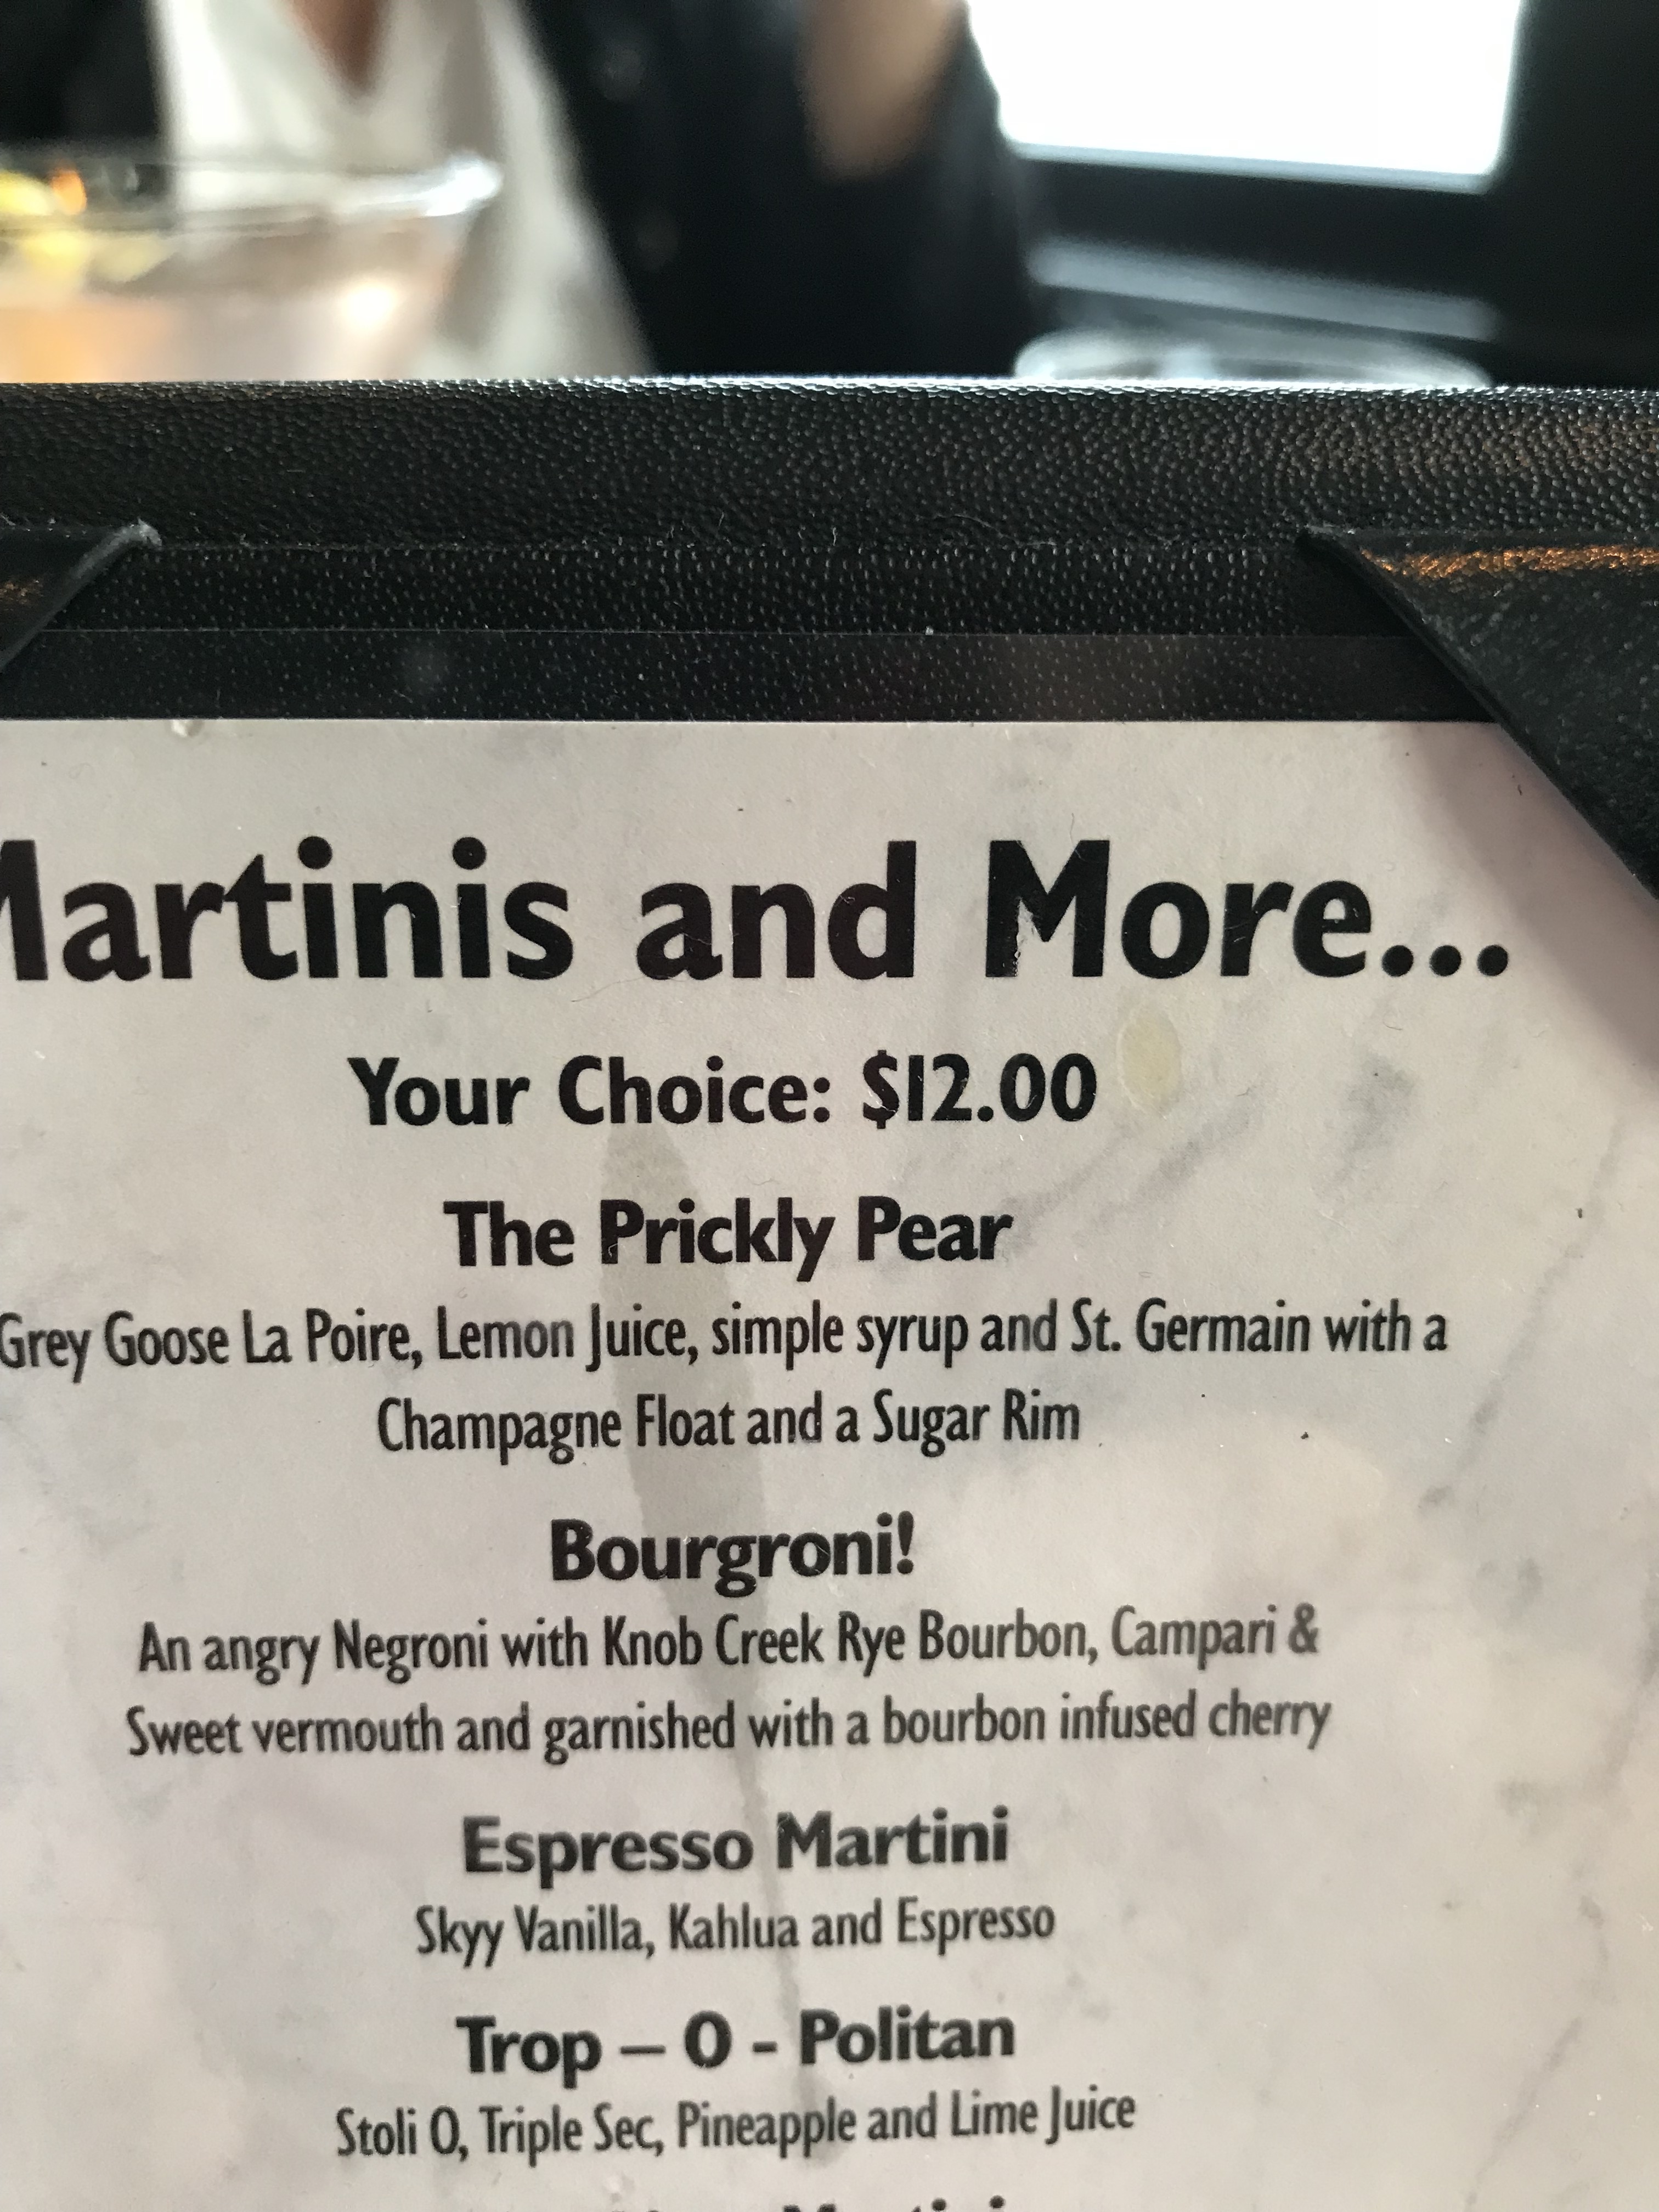 Martinis and More...
Your Choice: $12.00
The Prickly Pear
Grey Goose La Poire, Lemon Juice, simple syrup and St. Germain with a
Champagne Float and a Sugar Rim
Bourgroni!
An angry Negroni with Knob Creek Rye Bourbon, Campari &
Sweet vermouth and garnished with a bourbon infused cherry
Espresso Martini
Skyy Vanilla, Kahlua and Espresso
Trop – O - Politan
Stoli O, Triple Sec, Pineapple and Lime Juice